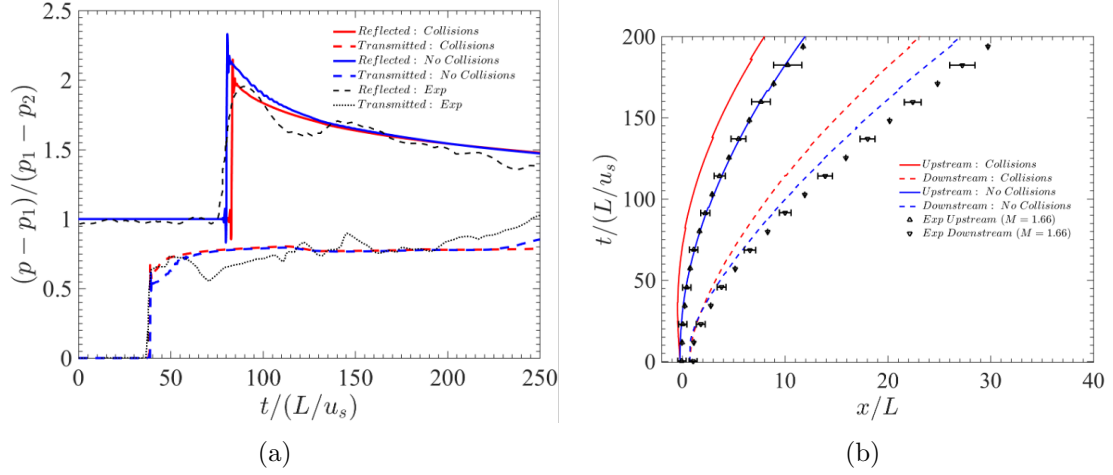 2.5
2
1.5
1
0.5
0
(p − p₁)/(p₁ − p₂)
Reflected : Collisions
Transmitted : Collisions
Reflected : No Collisions
Transmitted : No Collisions
Reflected : Exp
Transmitted : Exp
0 50 100 150 200 250
t/(L/uₛ)
(a)
200
150
100
50
0
t/(L/uₛ)
Upstream : Collisions
Downstream : Collisions
Upstream : No Collisions
Downstream : No Collisions
Exp Upstream (M = 1.66)
Exp Downstream (M = 1.66)
0 10 20 30 40
x/L
(b)